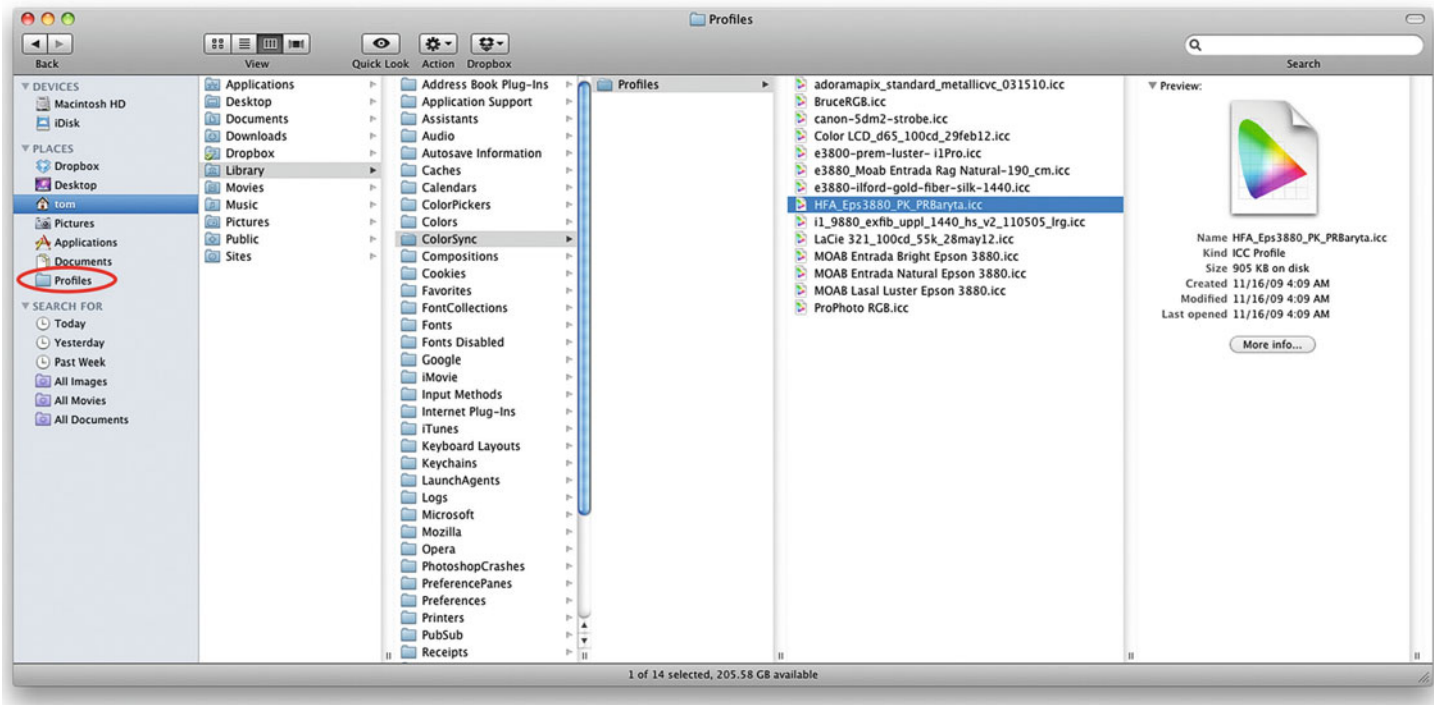 Profiles
Back
View
Quick Look
Action
Dropbox
Search
DEVICES
Macintosh HD
iDisk
PLACES
Dropbox
Desktop
tom
Pictures
Applications
Documents
Profiles
SEARCH FOR
Today
Yesterday
Past Week
All Images
All Movies
All Documents
Applications
Desktop
Documents
Downloads
Dropbox
Library
Movies
Music
Pictures
Public
Sites
Address Book Plug-Ins
Application Support
Assistants
Audio
Autosave Information
Caches
Calendars
ColorPickers
Colors
ColorSync
Compositions
Cookies
Favorites
FontCollections
Fonts
Fonts Disabled
Google
iMovie
Input Methods
Internet Plug-Ins
iTunes
Keyboard Layouts
Keychains
LaunchAgents
Logs
Microsoft
Mozilla
Opera
PhotoshopCrashes
PreferencePanes
Preferences
Printers
PubSub
Receipts
Profiles
adoramapix_standard_metallicvc_031510.icc
BruceRGB.icc
canon-5dm2-strobe.icc
Color LCD_d65_100cd_29feb12.icc
e3800-prem-luster- i1Pro.icc
e3880_Moab Entrada Rag Natural-190_cm.icc
e3880-ilford-gold-fiber-silk-1440.icc
HFA_Eps3880_PK_PRBaryta.icc
i1_9880_exfib_uppl_1440_hs_v2_110505_lrg.icc
LaCie 321_100cd_55k_28may12.icc
MOAB Entrada Bright Epson 3880.icc
MOAB Entrada Natural Epson 3880.icc
MOAB Lasal Luster Epson 3880.icc
ProPhoto RGB.icc
Preview:
Name HFA_Eps3880_PK_PRBaryta.icc
Kind ICC Profile
Size 905 KB on disk
Created 11/16/09 4:09 AM
Modified 11/16/09 4:09 AM
Last opened 11/16/09 4:09 AM
More info...
1 of 14 selected, 205.58 GB available